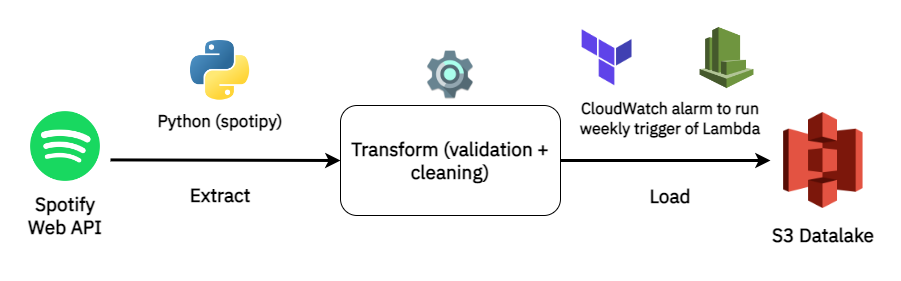 Python (spotipy)
CloudWatch alarm to run
weekly trigger of Lambda
Transform (validation +
cleaning)
Extract
Load
Spotify
Web API
S3 Datalake